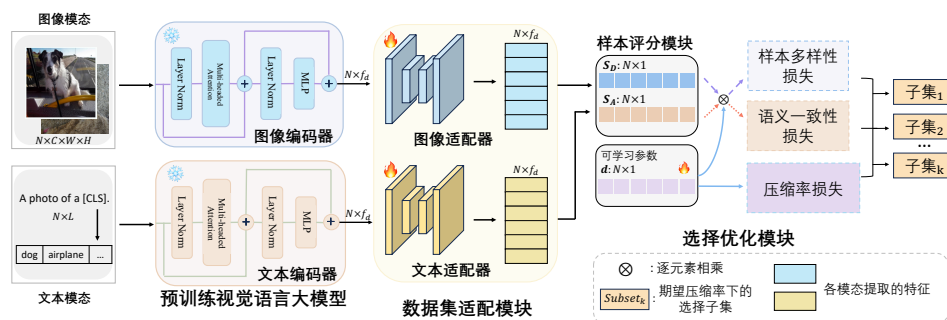 图像模态
N×C×W×H
A photo of a [CLS].
N×L
dog airplane ...
文本模态
Layer Norm
Multi-headed
Attention
Layer Norm
MLP
图像编码器
N×f_d
Layer Norm
Multi-headed
Attention
Layer Norm
MLP
文本编码器
N×f_d
预训练视觉语言大模型
N×f_d
图像适配器
N×f_d
文本适配器
数据集适配模块
样本评分模块
S_D: N×1
S_A: N×1
可学习参数
d: N×1
样本多样性
损失
语义一致性
损失
压缩率损失
子集₁
子集₂
...
子集ₖ
选择优化模块
⊗ :逐元素相乘
Subsetₖ :期望压缩率下的
选择子集
各模态提取的特征